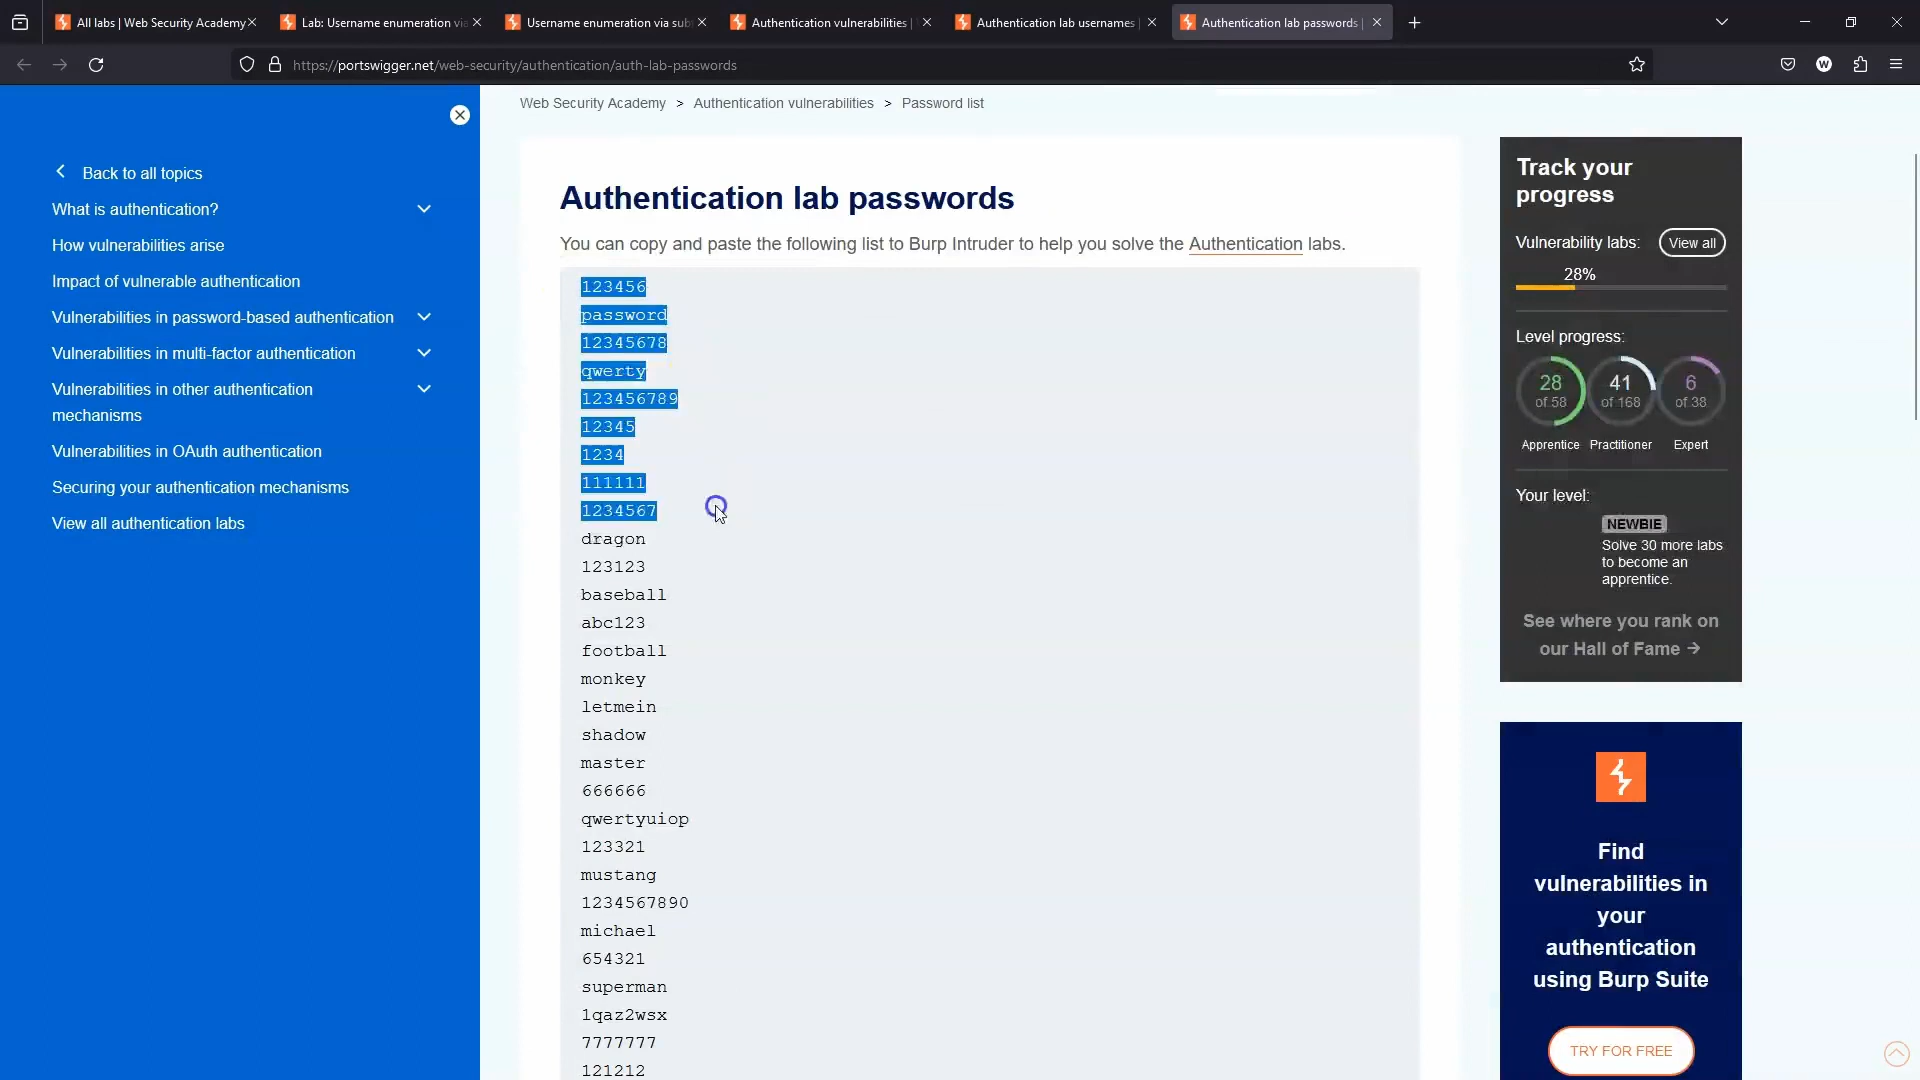 All labs | Web Security Academy
Lab: Username enumeration via
Username enumeration via sub
Authentication vulnerabilities |
Authentication lab usernames |
Authentication lab passwords |
https://portswigger.net/web-security/authentication/auth-lab-passwords
W
Back to all topics
What is authentication?
How vulnerabilities arise
Impact of vulnerable authentication
Vulnerabilities in password-based authentication
Vulnerabilities in multi-factor authentication
Vulnerabilities in other authentication
mechanisms
Vulnerabilities in OAuth authentication
Securing your authentication mechanisms
View all authentication labs
Web Security Academy > Authentication vulnerabilities > Password list
Authentication lab passwords
You can copy and paste the following list to Burp Intruder to help you solve the Authentication labs.
123456
password
12345678
qwerty
123456789
12345
1234
111111
1234567
dragon
123123
baseball
abc123
football
monkey
letmein
shadow
master
666666
qwertyuiop
123321
mustang
1234567890
michael
654321
superman
1qaz2wsx
7777777
121212
Track your
progress
Vulnerability labs: View all
28%
Level progress:
28 41 6
of 58 of 168 of 38
Apprentice Practitioner Expert
Your level:
NEWBIE
Solve 30 more labs
to become an
apprentice.
See where you rank on
our Hall of Fame →
Find
vulnerabilities in
your
authentication
using Burp Suite
TRY FOR FREE